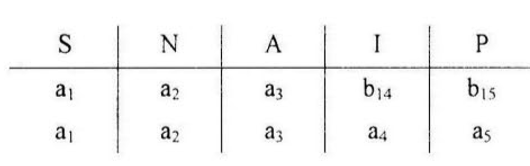 S N A I P
a₁ a₂ a₃ b₁₄ b₁₅
a₁ a₂ a₃ a₄ a₅